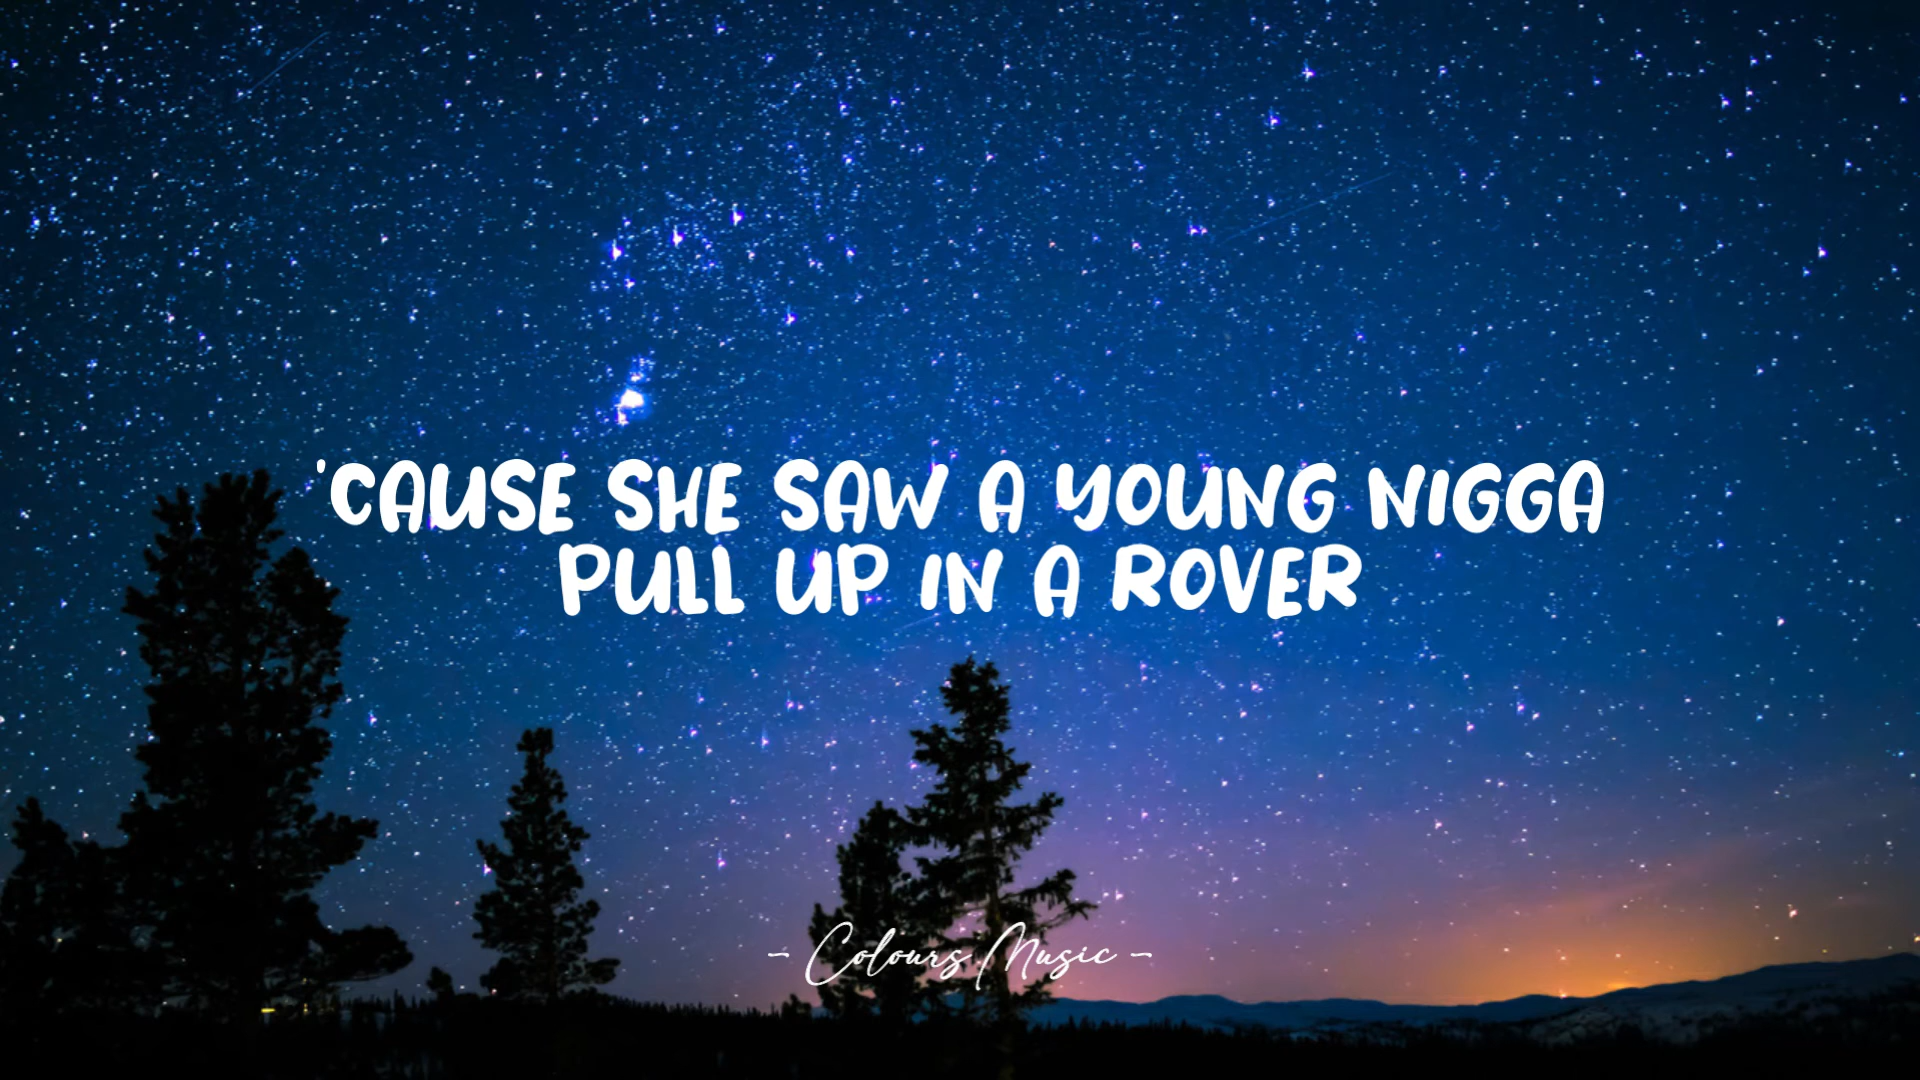 'CAUSE SHE SAW A YOUNG NIGGA
PULL UP IN A ROVER
- Colours Music -